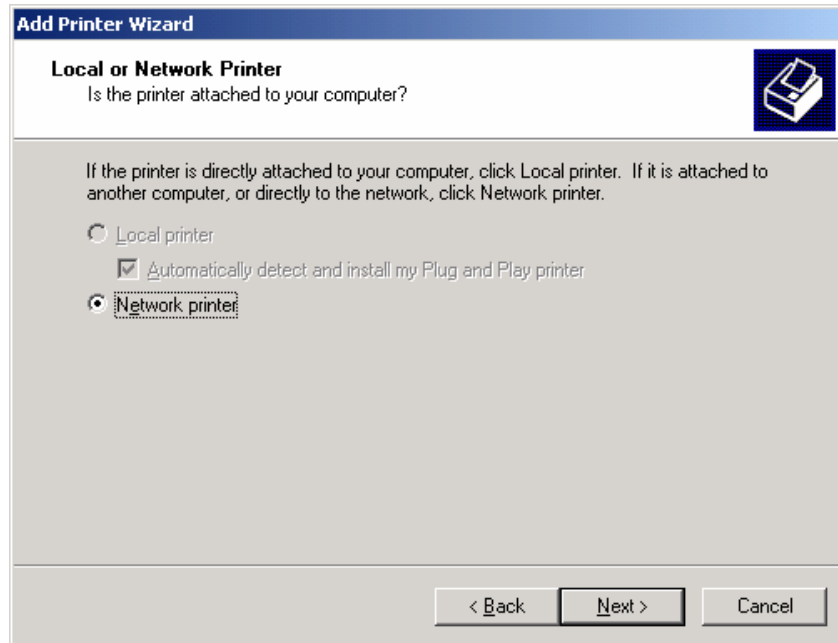 Add Printer Wizard
Local or Network Printer
Is the printer attached to your computer?
If the printer is directly attached to your computer, click Local printer. If it is attached to
another computer, or directly to the network, click Network printer.
Local printer
Automatically detect and install my Plug and Play printer
Network printer
< Back
Next >
Cancel